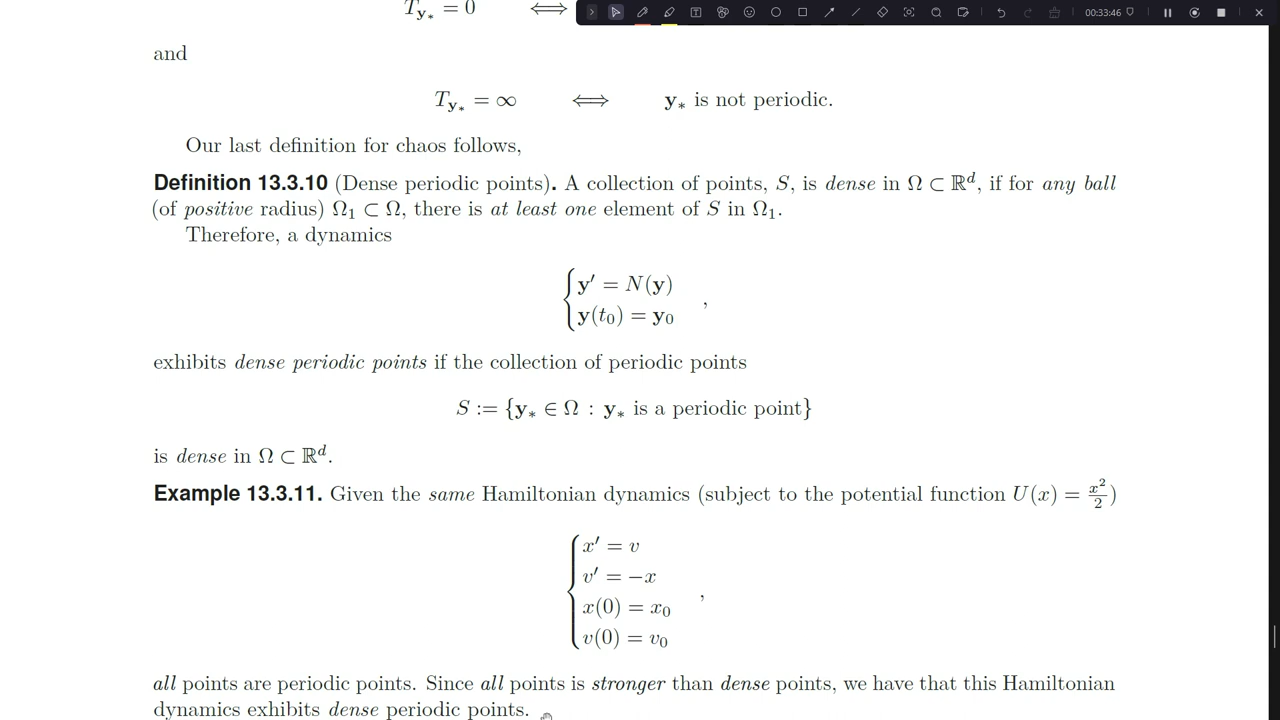 T_{y_*} = 0 ⟺
00:33:46
and
T_{y_*} = ∞ ⟺ y_* is not periodic.
Our last definition for chaos follows,
Definition 13.3.10 (Dense periodic points). A collection of points, S, is dense in Ω ⊂ ℝ^d, if for any ball
(of positive radius) Ω₁ ⊂ Ω, there is at least one element of S in Ω₁.
Therefore, a dynamics
{ y′ = N(y)
y(t₀) = y₀ ,
exhibits dense periodic points if the collection of periodic points
S := {y_* ∈ Ω : y_* is a periodic point}
is dense in Ω ⊂ ℝ^d.
Example 13.3.11. Given the same Hamiltonian dynamics (subject to the potential function U(x) = x²/2)
{ x′ = v
v′ = −x
x(0) = x₀ ,
v(0) = v₀
all points are periodic points. Since all points is stronger than dense points, we have that this Hamiltonian
dynamics exhibits dense periodic points.